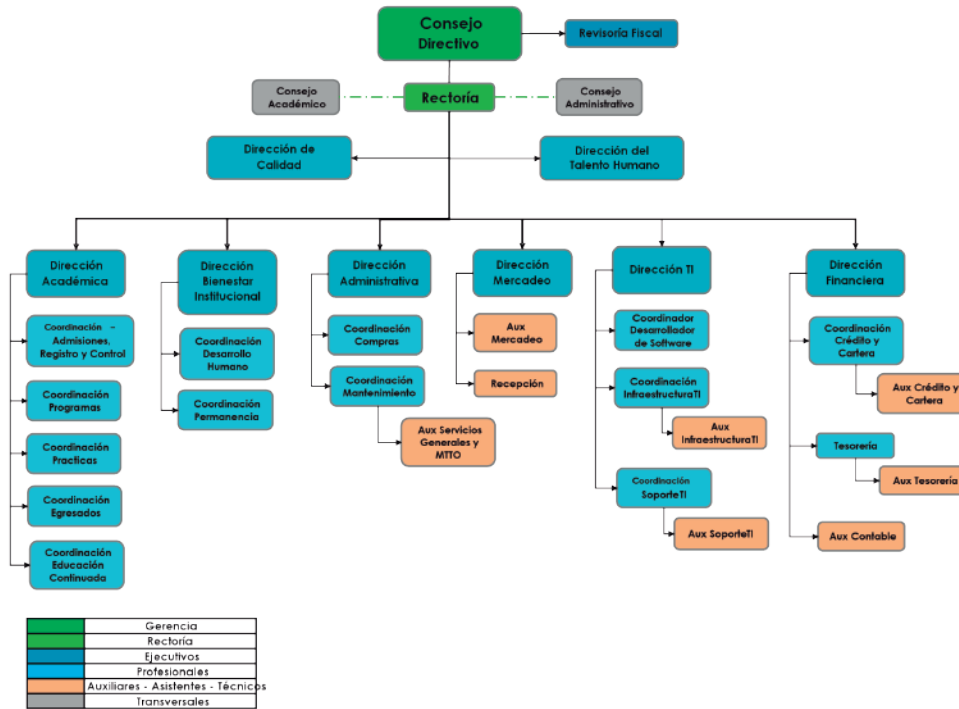 Consejo
Directivo
Revisoría Fiscal
Consejo
Académico
Rectoría
Consejo
Administrativo
Dirección de
Calidad
Dirección del
Talento Humano
Dirección
Académica
Coordinación –
Admisiones,
Registro y Control
Coordinación
Programas
Coordinación
Practicas
Coordinación
Egresados
Coordinación
Educación
Continuada
Dirección
Bienestar
Institucional
Coordinación
Desarrollo
Humano
Coordinación
Permanencia
Dirección
Administrativa
Coordinación
Compras
Coordinación
Mantenimiento
Aux Servicios
Generales y
MTTO
Dirección
Mercadeo
Aux
Mercadeo
Recepción
Dirección TI
Coordinador
Desarrollador
de Software
Coordinación
InfraestructuraTI
Aux
InfraestructuraTI
Coordinación
SoporteTI
Aux SoporteTI
Dirección
Financiera
Coordinación
Crédito y
Cartera
Aux Crédito y
Cartera
Tesorería
Aux Tesorería
Aux Contable
Gerencia
Rectoría
Ejecutivos
Profesionales
Auxiliares - Asistentes - Técnicos
Transversales